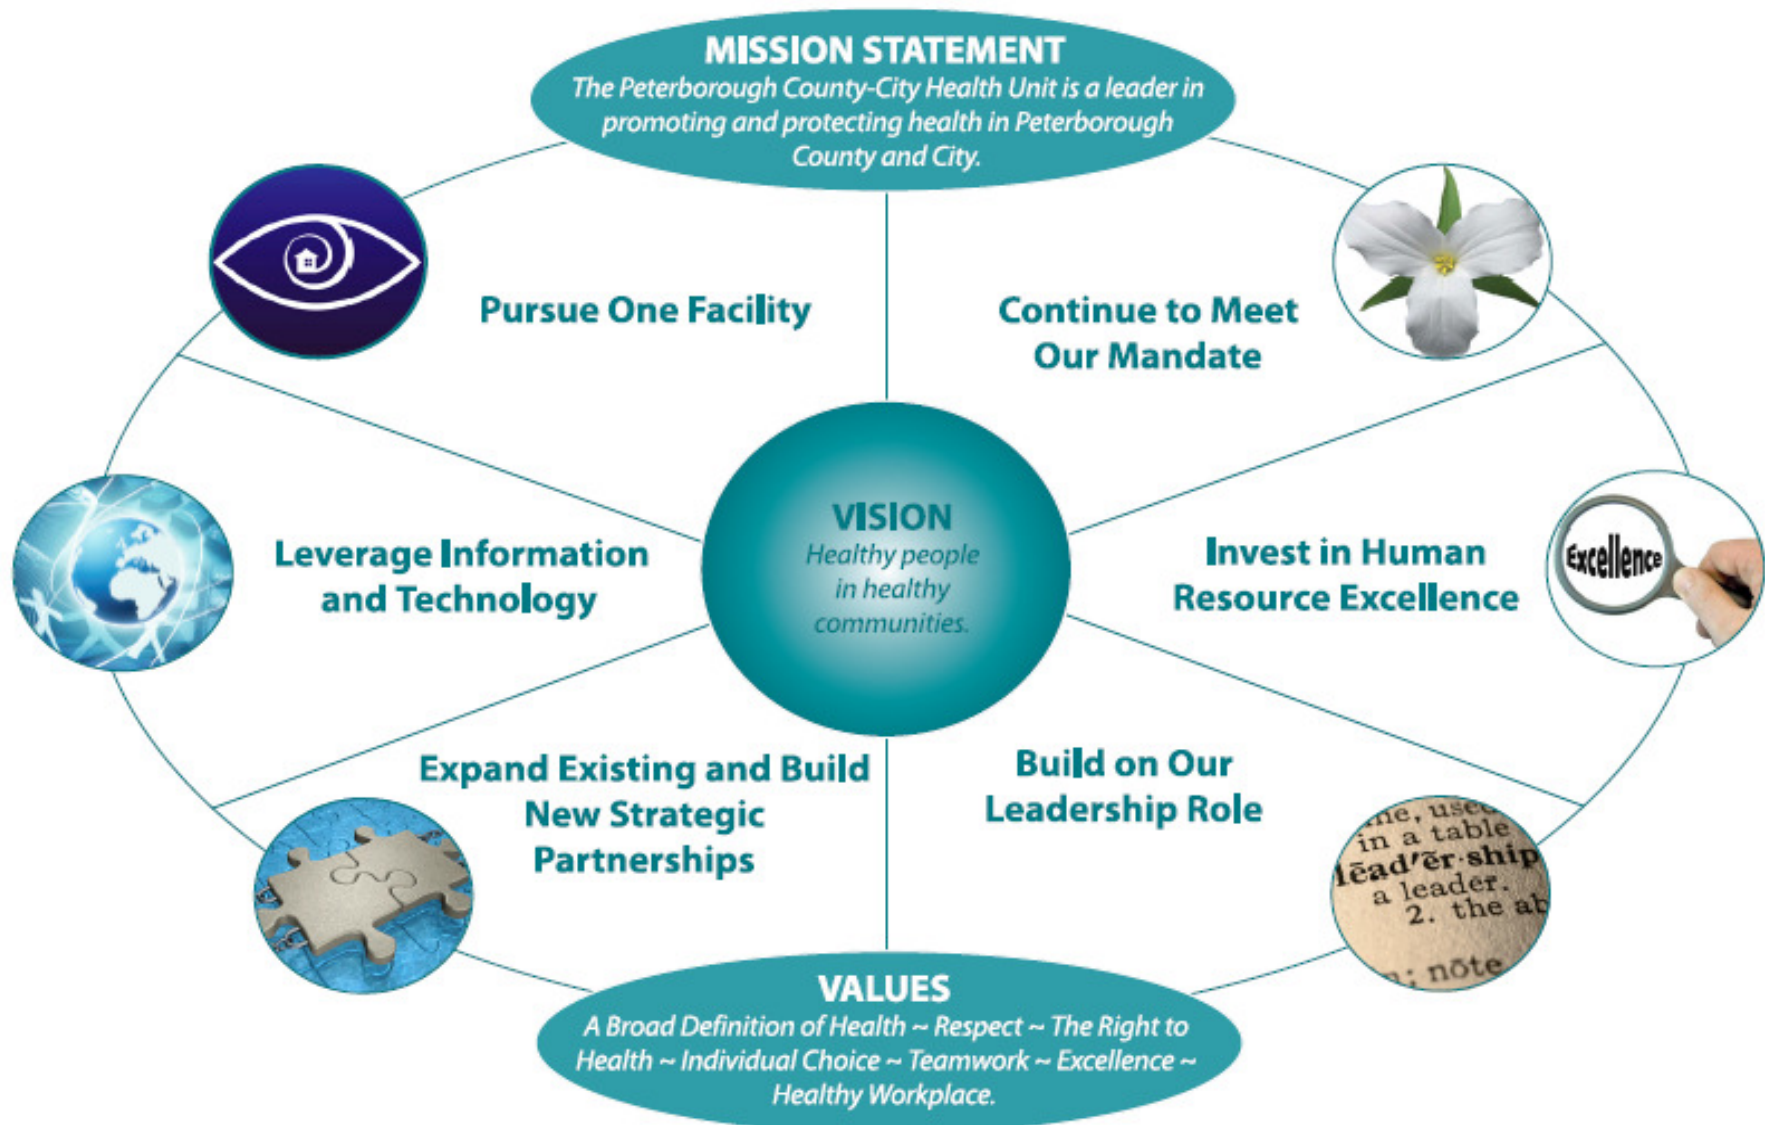 MISSION STATEMENT
The Peterborough County-City Health Unit is a leader in
promoting and protecting health in Peterborough
County and City.
Pursue One Facility
Continue to Meet
Our Mandate
VISION
Healthy people
in healthy
communities.
Leverage Information
and Technology
Invest in Human
Resource Excellence
Excellence
Expand Existing and Build
New Strategic
Partnerships
Build on Our
Leadership Role
in a table
lēad′ēr·ship
a leader.
2. the
nōte
VALUES
A Broad Definition of Health ~ Respect ~ The Right to
Health ~ Individual Choice ~ Teamwork ~ Excellence ~
Healthy Workplace.